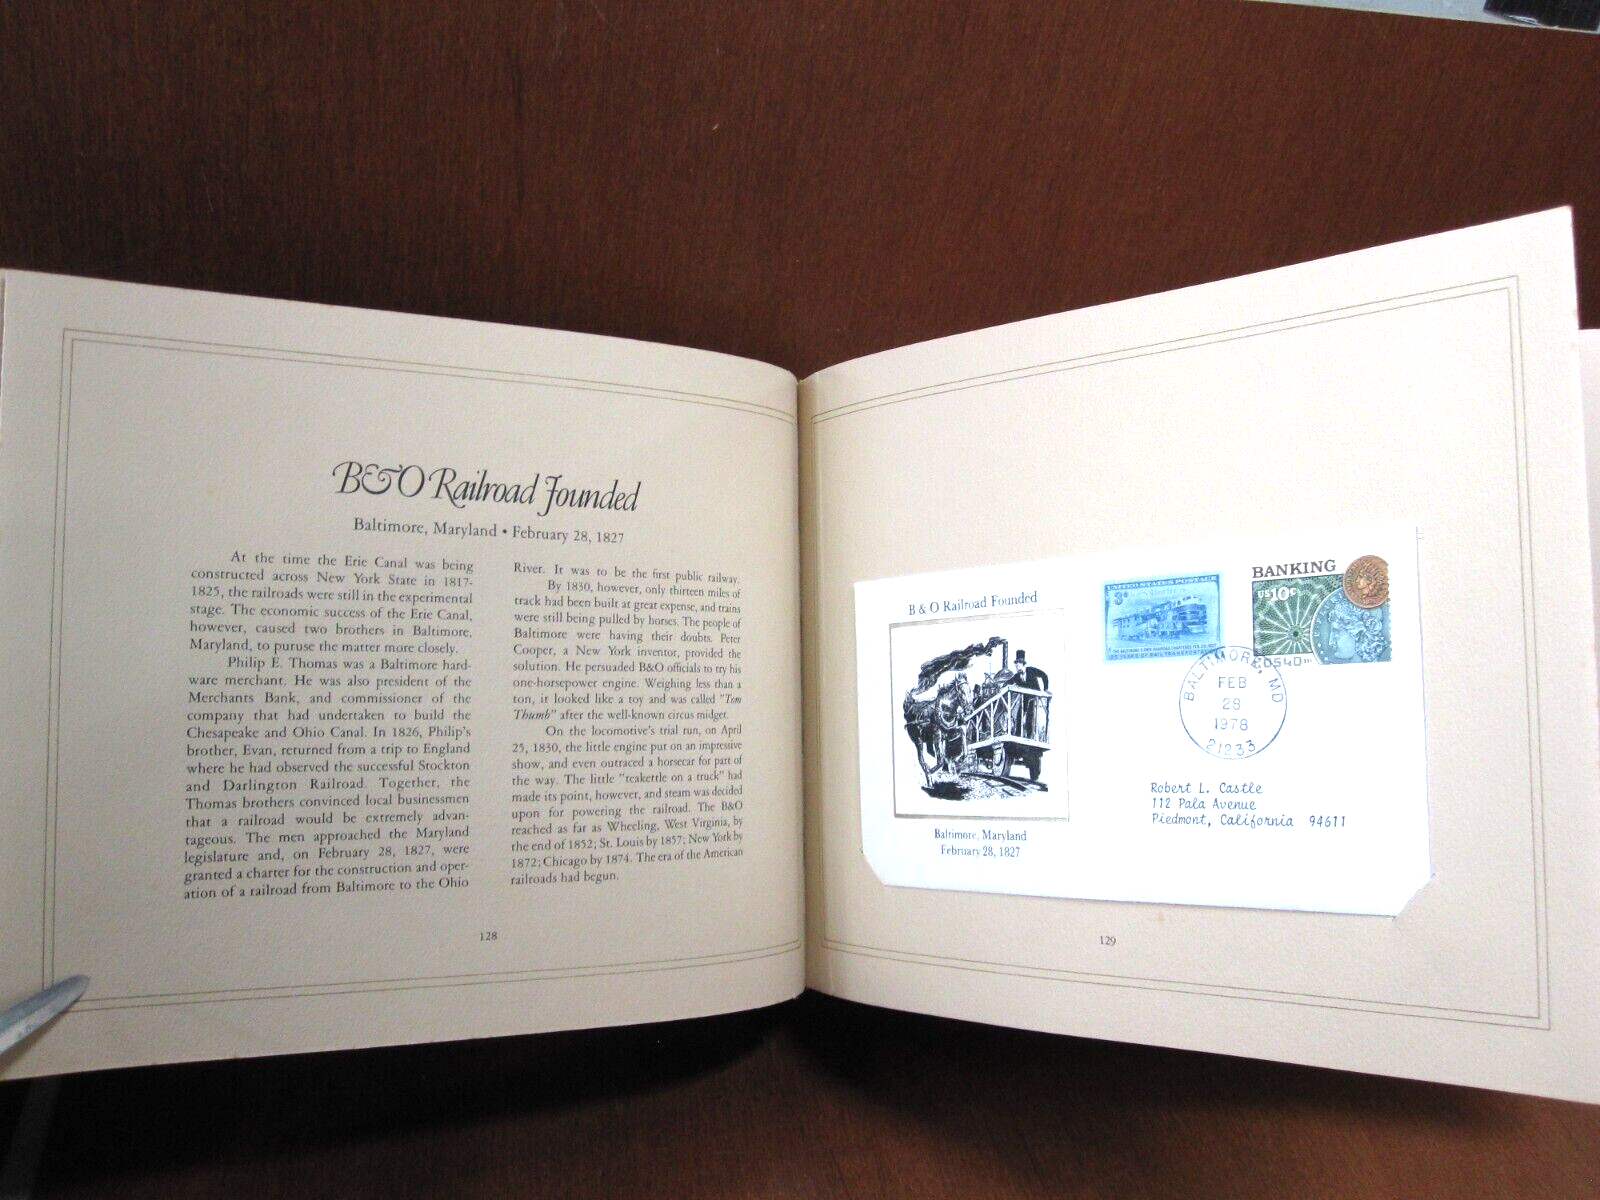 B&O Railroad Founded
Baltimore, Maryland • February 28, 1827
At the time the Erie Canal was being
constructed across New York State in 1817-
1825, the railroads were still in the experimental
stage. The economic success of the Erie Canal,
however, caused two brothers in Baltimore,
Maryland, to puruse the matter more closely.
Philip E. Thomas was a Baltimore hard-
ware merchant. He was also president of the
Merchants Bank, and commissioner of the
company that had undertaken to build the
Chesapeake and Ohio Canal. In 1826, Philip's
brother, Evan, returned from a trip to England
where he had observed the successful Stockton
and Darlington Railroad. Together, the
Thomas brothers convinced local businessmen
that a railroad would be extremely advan-
tageous. The men approached the Maryland
legislature and, on February 28, 1827, were
granted a charter for the construction and oper-
ation of a railroad from Baltimore to the Ohio
River. It was to be the first public railway.
By 1830, however, only thirteen miles of
track had been built at great expense, and trains
were still being pulled by horses. The people of
Baltimore were having their doubts. Peter
Cooper, a New York inventor, provided the
solution. He persuaded B&O officials to try his
one-horsepower engine. Weighing less than a
ton, it looked like a toy and was called "Tom
Thumb" after the well-known circus midget.
On the locomotive's trial run, on April
25, 1830, the little engine put on an impressive
show, and even outraced a horsecar for part of
the way. The little "teakettle on a truck" had
made its point, however, and steam was decided
upon for powering the railroad. The B&O
reached as far as Wheeling, West Virginia, by
the end of 1852; St. Louis by 1857; New York by
1872; Chicago by 1874. The era of the American
railroads had begun.
128
B & O Railroad Founded
Baltimore, Maryland
February 28, 1827
UNITED STATES POSTAGE
3¢
THE BALTIMORE & OHIO RAILROAD CHARTERED FEB. 28, 1827
YEARS OF RAIL TRANSPORTATION
BANKING
US 10c
BALTIMORE, MD
FEB
28
1978
21233
Robert L. Castle
112 Pala Avenue
Piedmont, California 94611
129